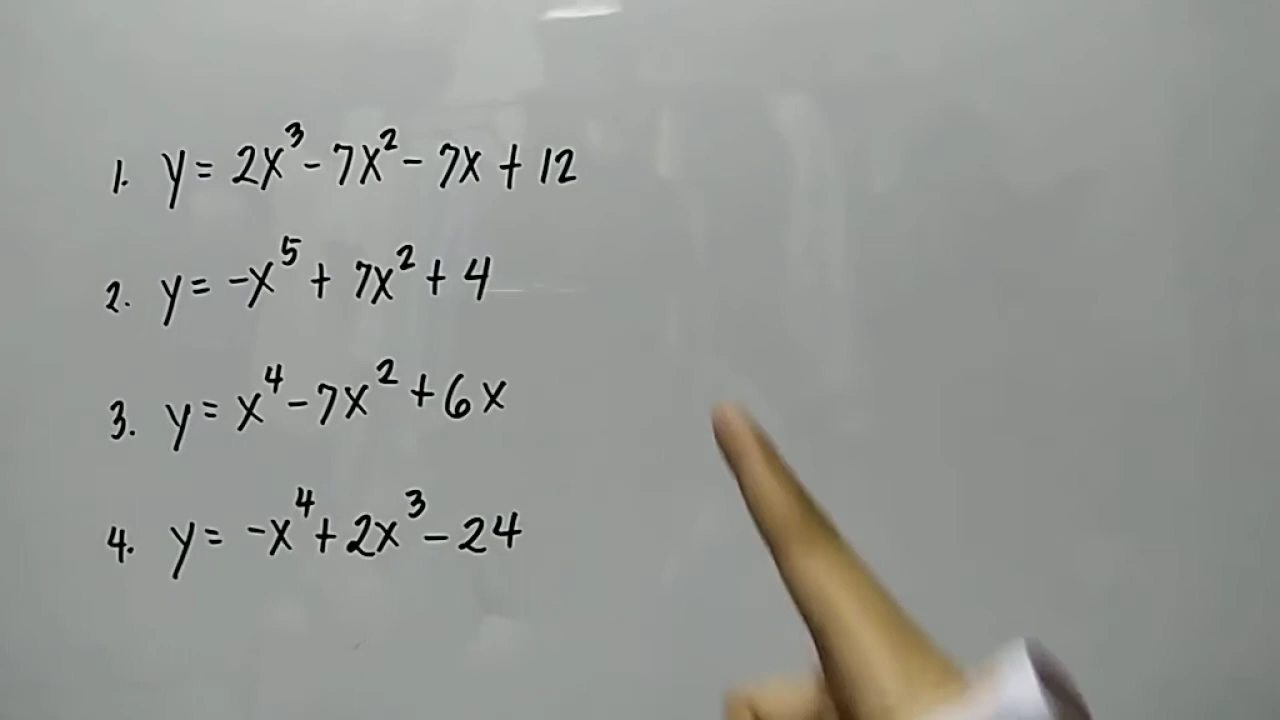 1. y = 2x³ - 7x² - 7x + 12
2. y = -x⁵ + 7x² + 4
3. y = x⁴ - 7x² + 6x
4. y = -x⁴ + 2x³ - 24